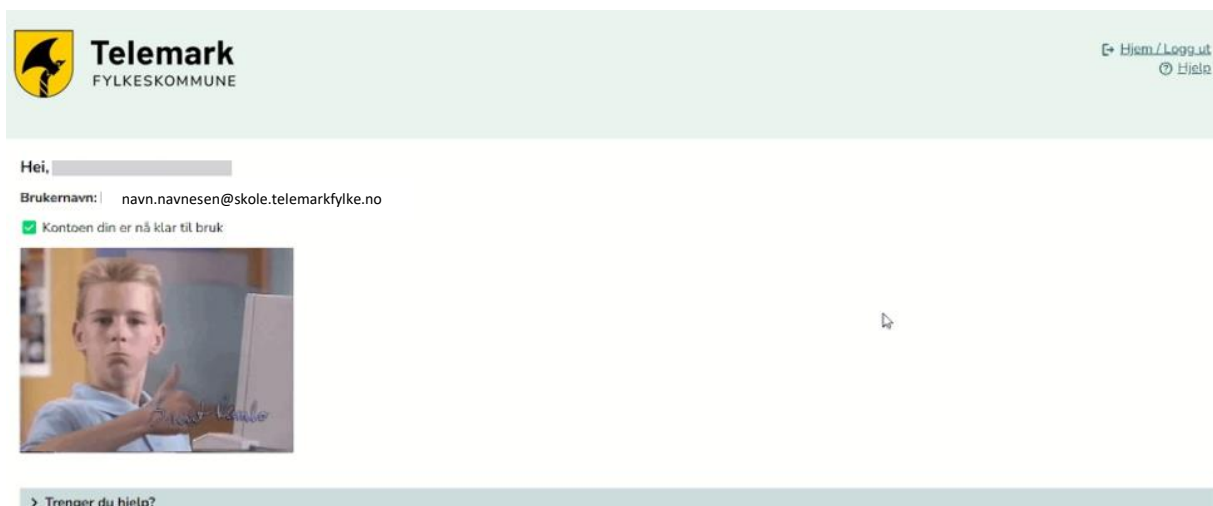 Telemark
FYLKESKOMMUNE
Hjem / Logg ut
Hjelp
Hei,
Brukernavn: navn.navnesen@skole.telemarkfylke.no
Kontoen din er nå klar til bruk
> Trenger du hjelp?